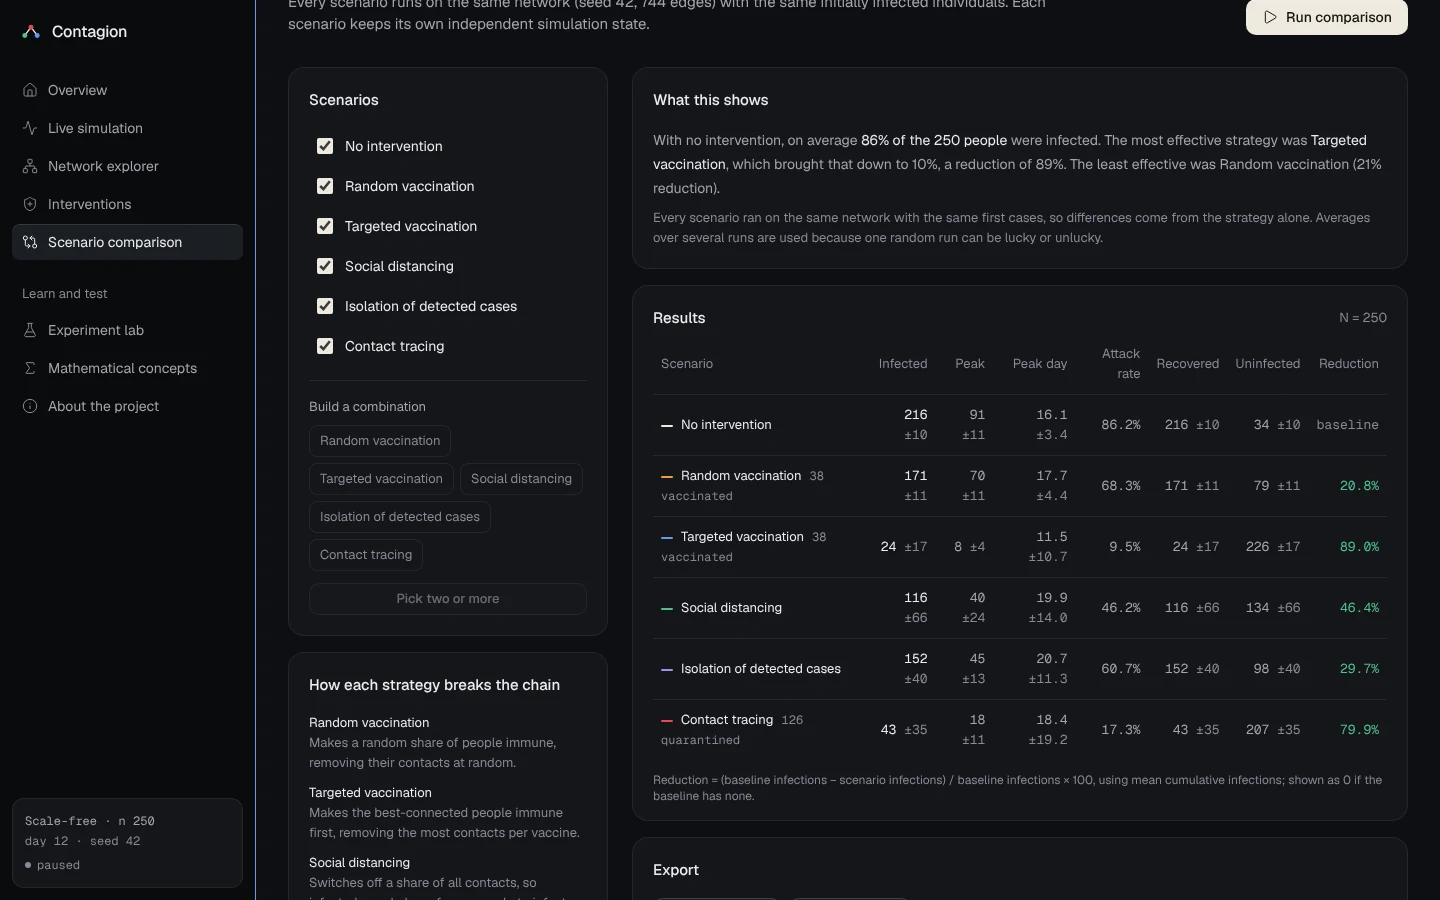 Contagion
Overview
Live simulation
Network explorer
Interventions
Scenario comparison
Learn and test
Experiment lab
Mathematical concepts
About the project
Scale-free · n 250
day 12 · seed 42
paused
Every scenario runs on the same network (seed 42, 744 edges) with the same initially infected individuals. Each
scenario keeps its own independent simulation state.
Run comparison
Scenarios
No intervention
Random vaccination
Targeted vaccination
Social distancing
Isolation of detected cases
Contact tracing
Build a combination
Random vaccination
Targeted vaccination Social distancing
Isolation of detected cases
Contact tracing
Pick two or more
How each strategy breaks the chain
Random vaccination
Makes a random share of people immune,
removing their contacts at random.
Targeted vaccination
Makes the best-connected people immune
first, removing the most contacts per vaccine.
Social distancing
Switches off a share of all contacts, so
What this shows
With no intervention, on average 86% of the 250 people were infected. The most effective strategy was Targeted
vaccination, which brought that down to 10%, a reduction of 89%. The least effective was Random vaccination (21%
reduction).
Every scenario ran on the same network with the same first cases, so differences come from the strategy alone. Averages
over several runs are used because one random run can be lucky or unlucky.
Results N = 250
Scenario Infected Peak Peak day Attack rate Recovered Uninfected Reduction
No intervention 216 ±10 91 ±11 16.1 ±3.4 86.2% 216 ±10 34 ±10 baseline
Random vaccination 38 vaccinated 171 ±11 70 ±11 17.7 ±4.4 68.3% 171 ±11 79 ±11 20.8%
Targeted vaccination 38 vaccinated 24 ±17 8 ±4 11.5 ±10.7 9.5% 24 ±17 226 ±17 89.0%
Social distancing 116 ±66 40 ±24 19.9 ±14.0 46.2% 116 ±66 134 ±66 46.4%
Isolation of detected cases 152 ±40 45 ±13 20.7 ±11.3 60.7% 152 ±40 98 ±40 29.7%
Contact tracing 126 quarantined 43 ±35 18 ±11 18.4 ±19.2 17.3% 43 ±35 207 ±35 79.9%
Reduction = (baseline infections − scenario infections) / baseline infections × 100, using mean cumulative infections; shown as 0 if the
baseline has none.
Export